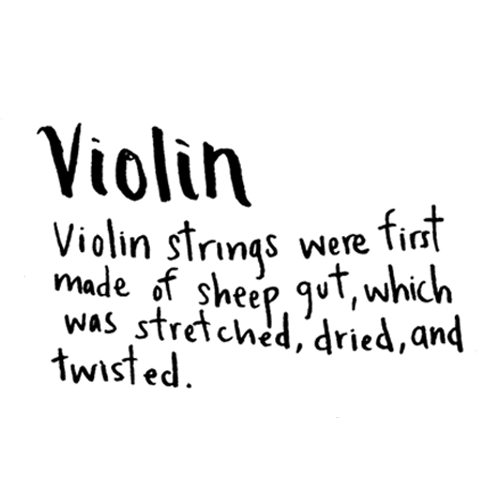 Violin
Violin strings were first
made of sheep gut, which
was stretched, dried, and
twisted.